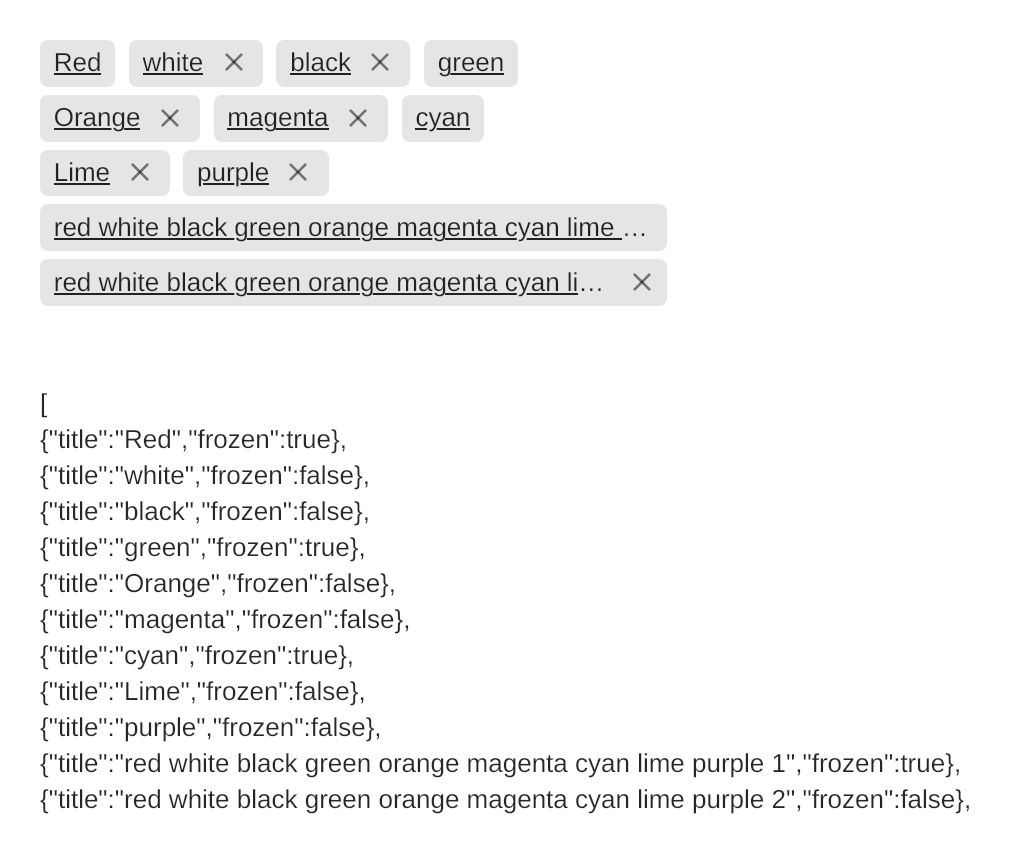 Red white black green
Orange magenta cyan
Lime purple
red white black green orange magenta cyan lime ...
red white black green orange magenta cyan li...
[
{"title":"Red","frozen":true},
{"title":"white","frozen":false},
{"title":"black","frozen":false},
{"title":"green","frozen":true},
{"title":"Orange","frozen":false},
{"title":"magenta","frozen":false},
{"title":"cyan","frozen":true},
{"title":"Lime","frozen":false},
{"title":"purple","frozen":false},
{"title":"red white black green orange magenta cyan lime purple 1","frozen":true},
{"title":"red white black green orange magenta cyan lime purple 2","frozen":false},